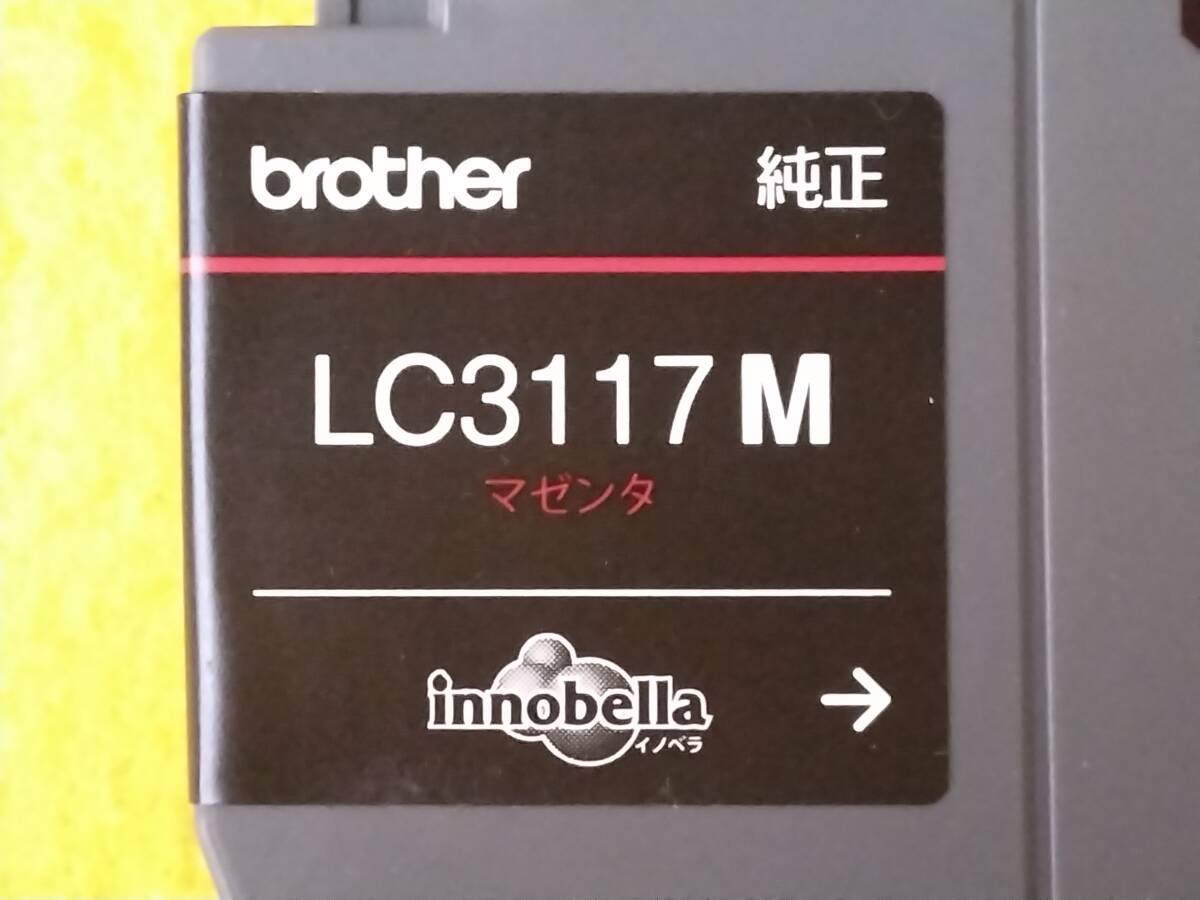 brother 純正
LC3117 M
マゼンタ
innobella
イノベラ
→